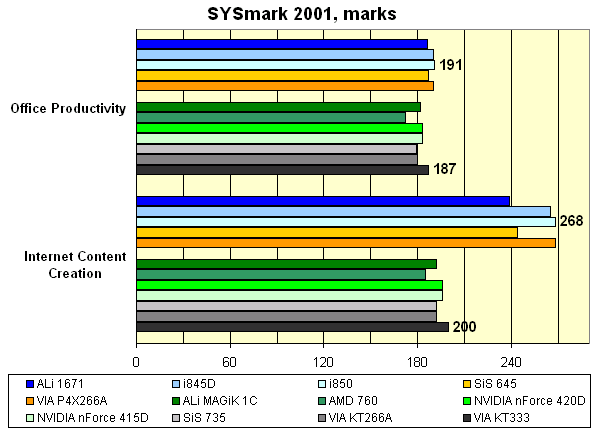 SYSmark 2001, marks
191
Office Productivity
187
268
Internet Content
Creation
200
0 60 120 180 240
ALi 1671 i845D i850 SiS 645
VIA P4X266A ALi MAGiK 1C AMD 760 NVIDIA nForce 420D
NVIDIA nForce 415D SiS 735 VIA KT266A VIA KT333